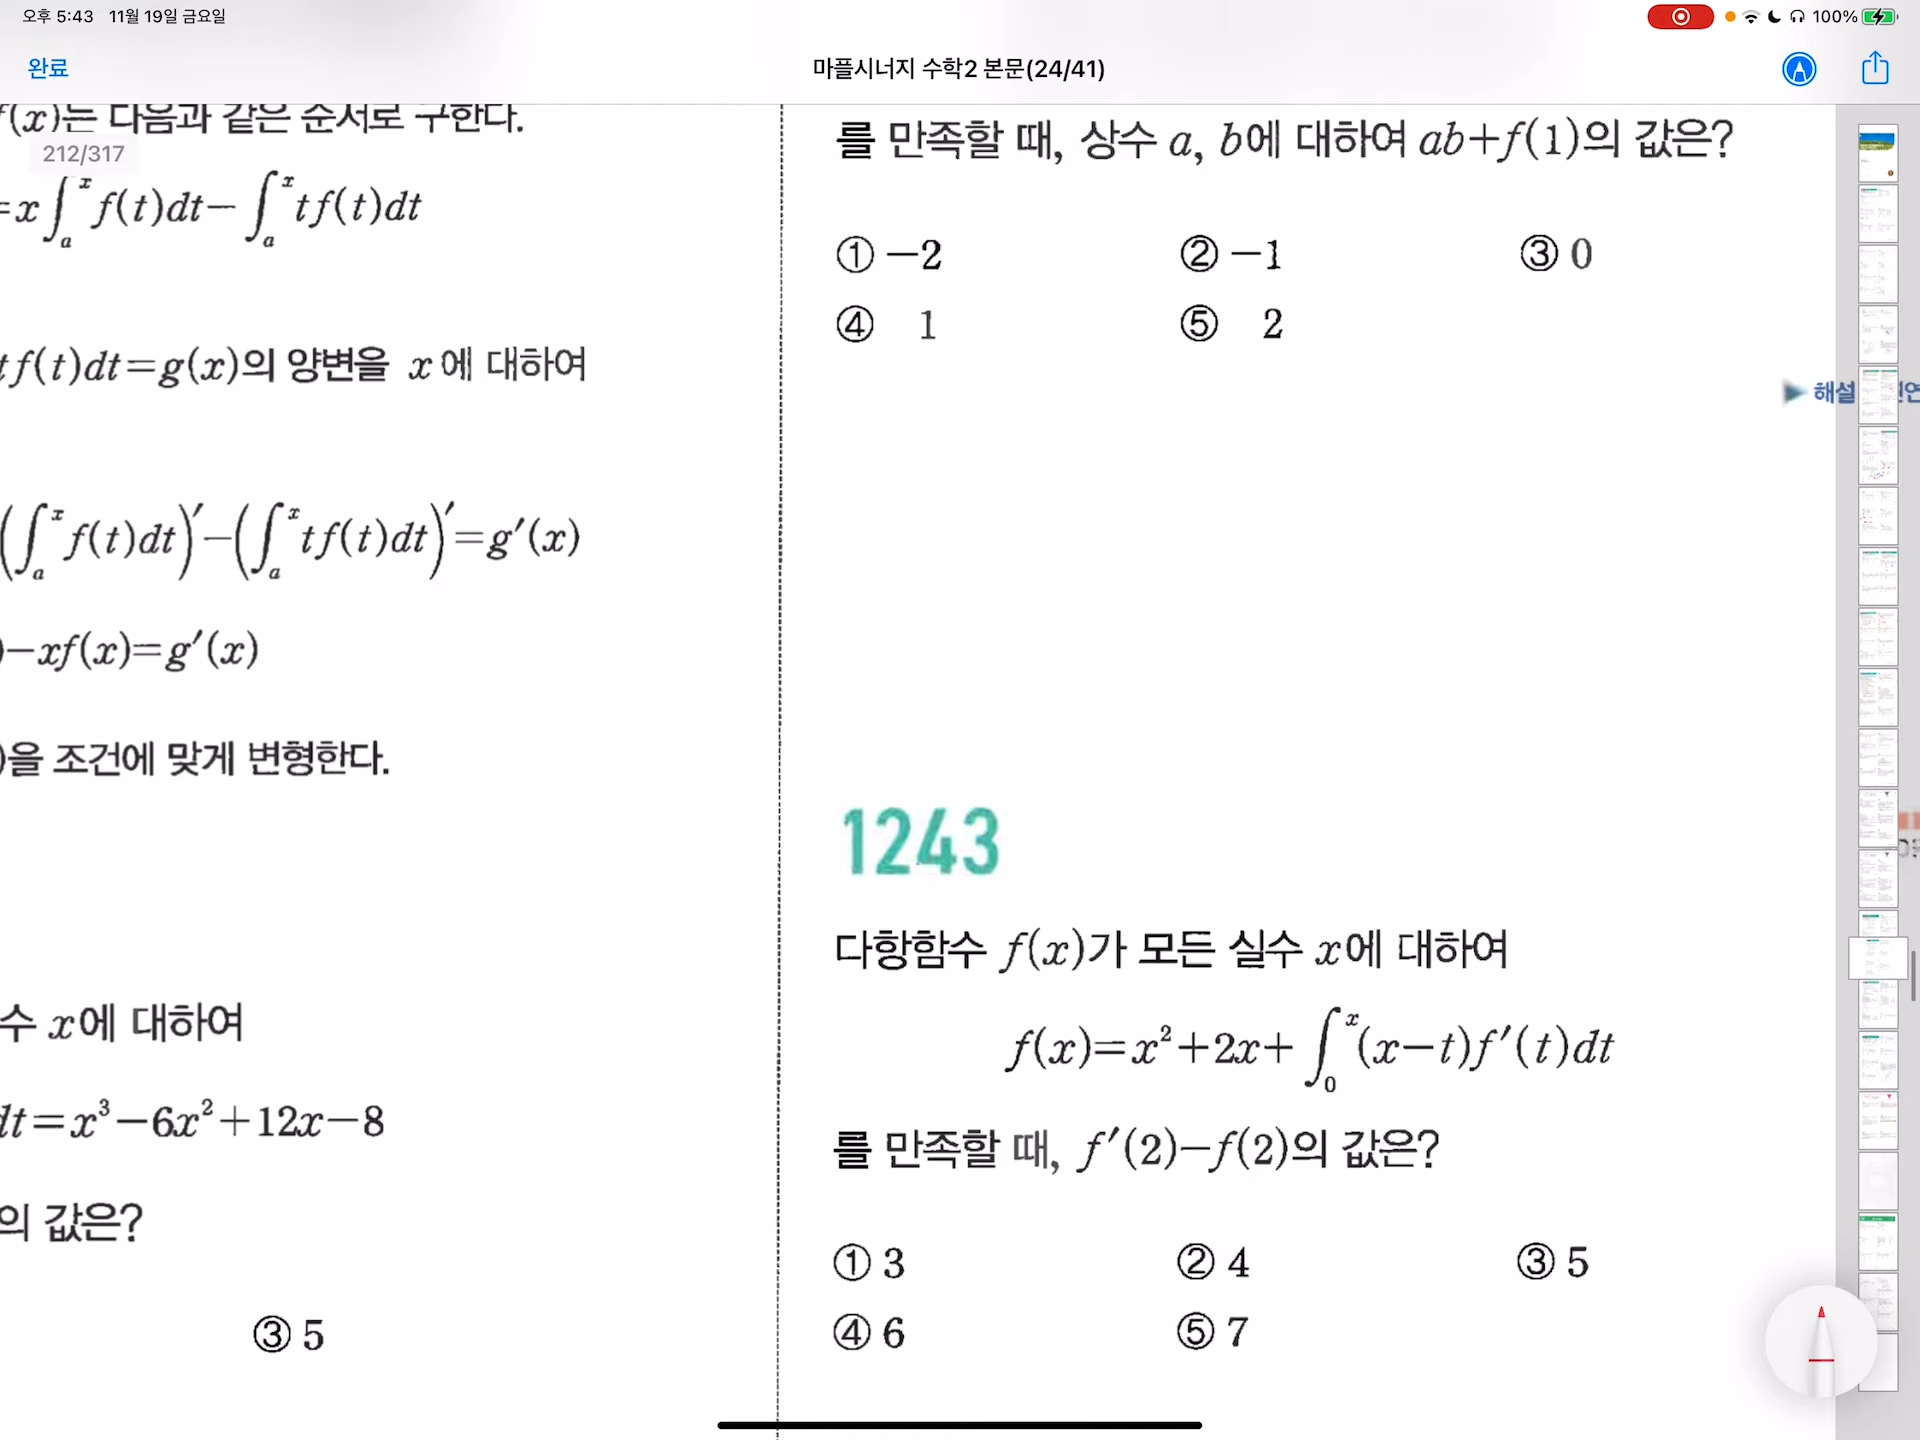 오후 5:43 11월 19일 금요일
100%
완료
마플시너지 수학2 본문(24/41)
f(x)는 다음과 같은 순서로 구한다.
212/317
=x∫ₐˣ f(t)dt−∫ₐˣ tf(t)dt
tf(t)dt=g(x)의 양변을 x에 대하여
(∫ₐˣ f(t)dt)′−(∫ₐˣ tf(t)dt)′=g′(x)
)−xf(x)=g′(x)
)을 조건에 맞게 변형한다.
수 x에 대하여
dt=x³−6x²+12x−8
의 값은?
③ 5
를 만족할 때, 상수 a, b에 대하여 ab+f(1)의 값은?
① −2 ② −1 ③ 0
④ 1 ⑤ 2
▶ 해설
1243
다항함수 f(x)가 모든 실수 x에 대하여
f(x)=x²+2x+∫₀ˣ(x−t)f′(t)dt
를 만족할 때, f′(2)−f(2)의 값은?
① 3 ② 4 ③ 5
④ 6 ⑤ 7